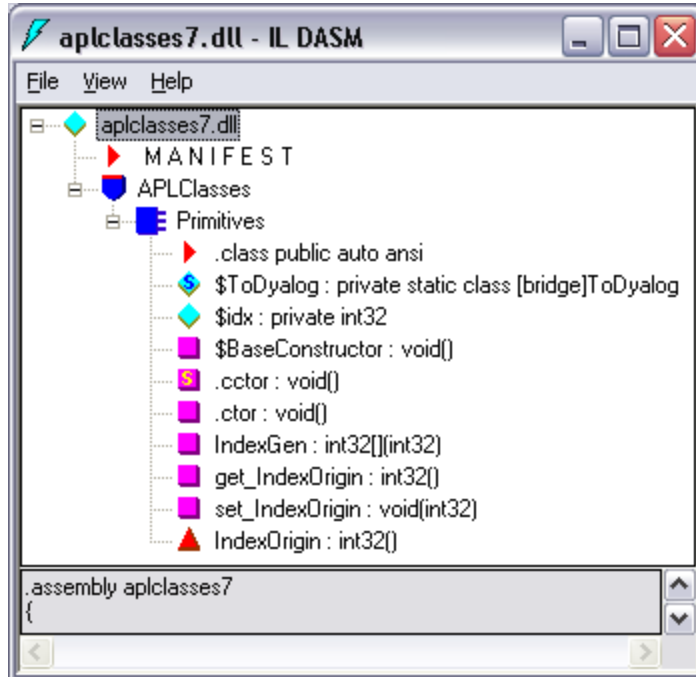 aplclasses7.dll - IL DASM
File View Help
aplclasses7.dll
MANIFEST
APLClasses
Primitives
.class public auto ansi
$ToDyalog : private static class [bridge]ToDyalog
$idx : private int32
$BaseConstructor : void()
S .cctor : void()
.ctor : void()
IndexGen : int32[](int32)
get_IndexOrigin : int32()
set_IndexOrigin : void(int32)
IndexOrigin : int32()
.assembly aplclasses7
{